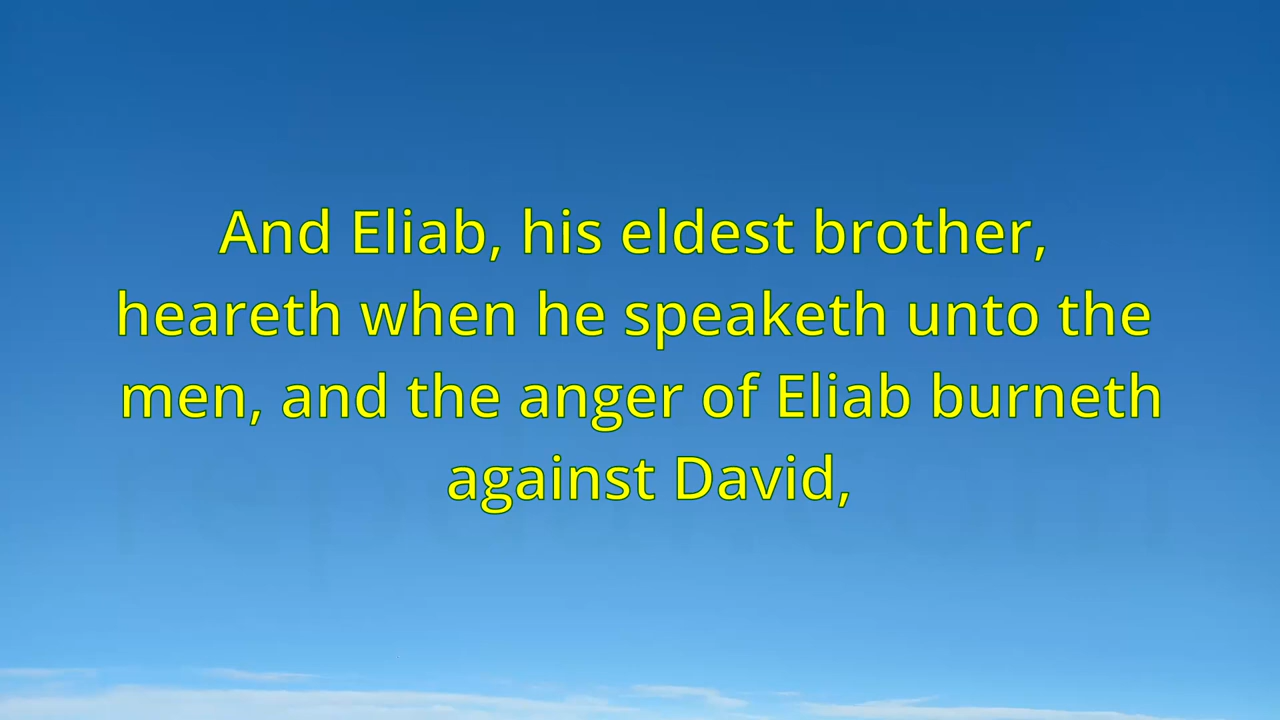 And Eliab, his eldest brother,
heareth when he speaketh unto the
men, and the anger of Eliab burneth
against David,